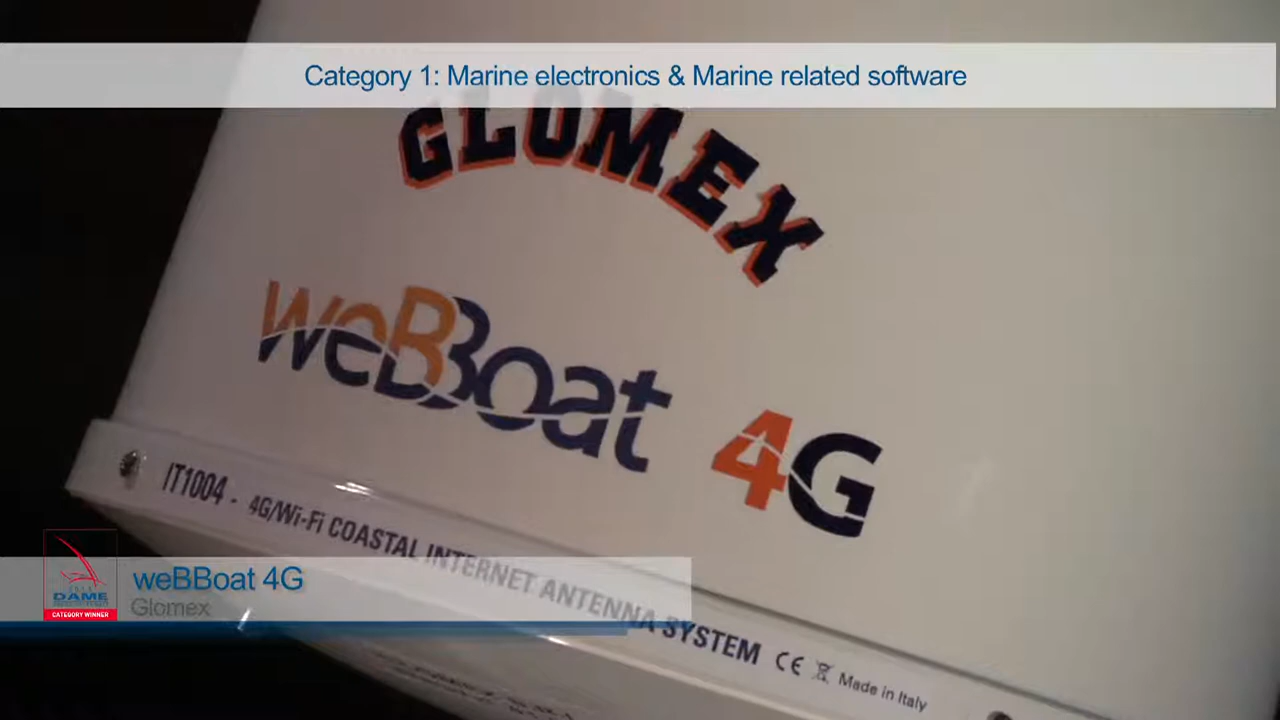 Category 1: Marine electronics & Marine related software
GLOMEX
weBBoat 4G
IT1004 - 4G/Wi-Fi COASTAL INTERNET ANTENNA SYSTEM CE Made in Italy
weBBoat 4G
Glomex
DAME
CATEGORY WINNER